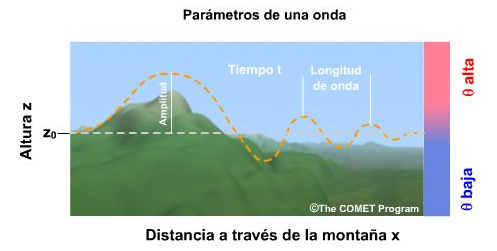 Parámetros de una onda
Tiempo t
Longitud
de onda
Amplitud
Altura z
z₀
θ alta
θ baja
©The COMET Program
Distancia a través de la montaña x